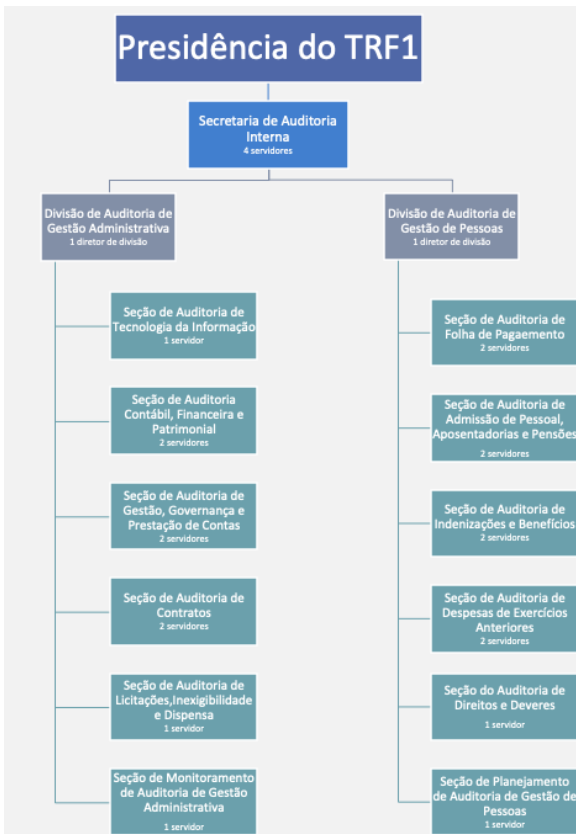 Presidência do TRF1
Secretaria de Auditoria
Interna
4 servidores
Divisão de Auditoria de
Gestão Administrativa
1 diretor de divisão
Seção de Auditoria de
Tecnologia da Informação
1 servidor
Seção de Auditoria
Contábil, Financeira e
Patrimonial
2 servidores
Seção de Auditoria de
Gestão, Governança e
Prestação de Contas
2 servidores
Seção de Auditoria de
Contratos
2 servidores
Seção de Auditoria de
Licitações,Inexigibilidade
e Dispensa
1 servidor
Seção de Monitoramento
de Auditoria de Gestão
Administrativa
1 servidor
Divisão de Auditoria de
Gestão de Pessoas
1 diretor de divisão
Seção de Auditoria de
Folha de Pagaemento
2 servidores
Seção de Auditoria de
Admissão de Pessoal,
Aposentadorias e Pensões
2 servidores
Seção de Auditoria de
Indenizações e Benefícios
2 servidores
Seção de Auditoria de
Despesas de Exercícios
Anteriores
2 servidores
Seção do Auditoria de
Direitos e Deveres
1 servidor
Seção de Planejamento
de Auditoria de Gestão de
Pessoas
1 servidor